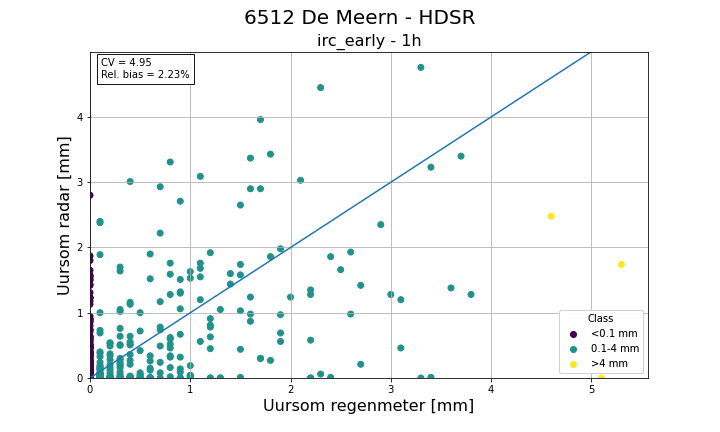 6512 De Meern - HDSR
irc_early - 1h
CV = 4.95
Rel. bias = 2.23%
Uursom radar [mm]
4
3
2
1
0
0 1 2 3 4 5
Uursom regenmeter [mm]
Class
<0.1 mm
0.1-4 mm
>4 mm